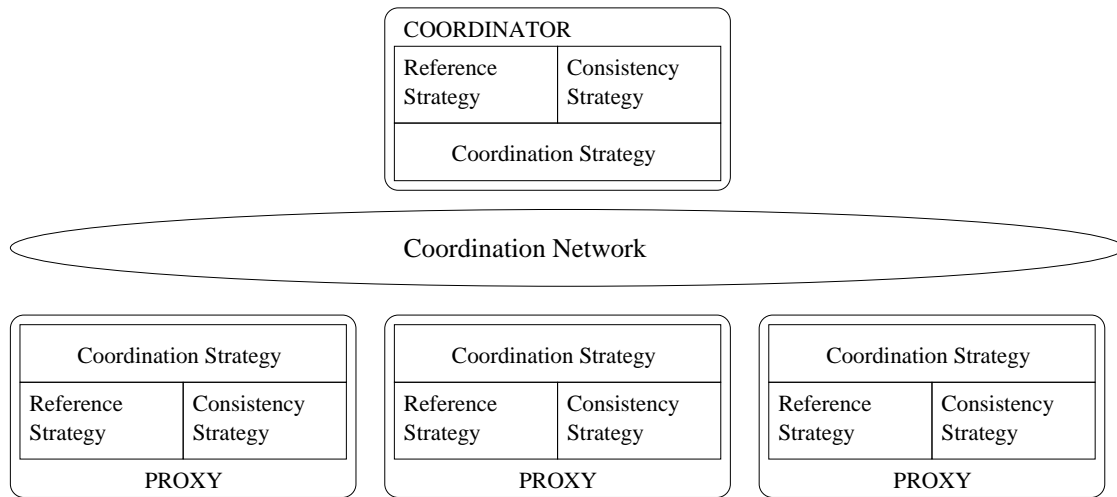 COORDINATOR
Reference
Strategy
Consistency
Strategy
Coordination Strategy
Coordination Network
Coordination Strategy
Reference
Strategy
Consistency
Strategy
PROXY
Coordination Strategy
Reference
Strategy
Consistency
Strategy
PROXY
Coordination Strategy
Reference
Strategy
Consistency
Strategy
PROXY